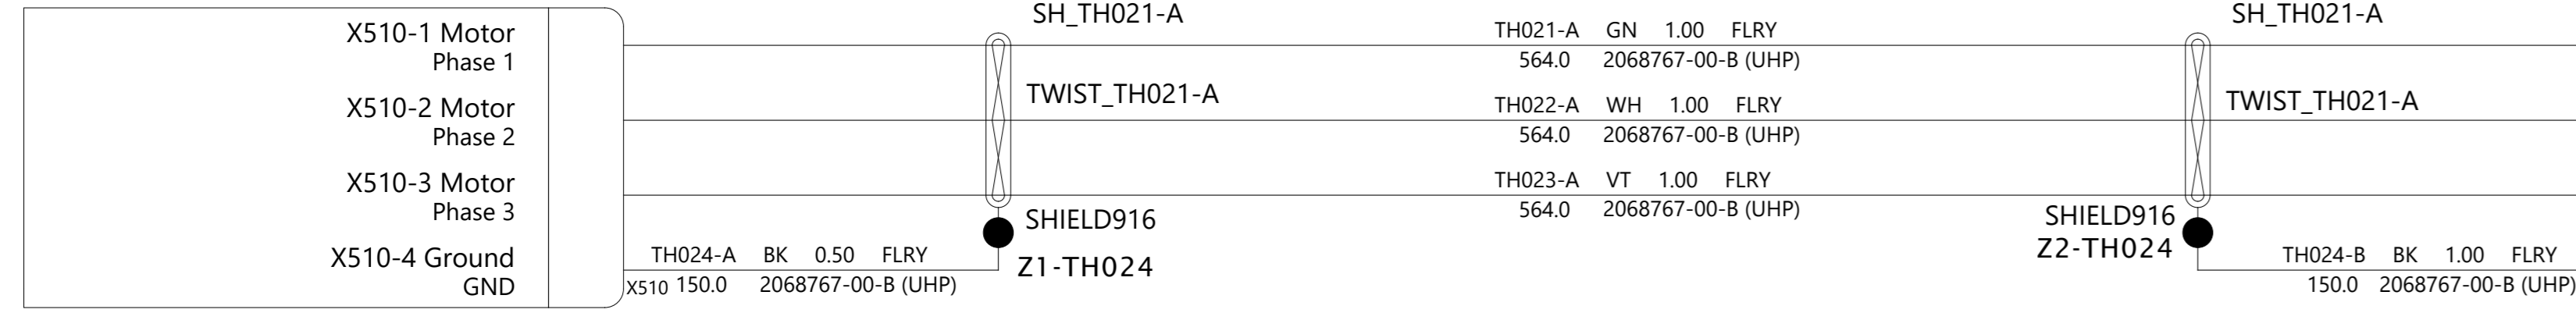 SH_TH021-A
SH_TH021-A
X510-1 Motor
Phase 1
TH021-A GN 1.00 FLRY
564.0 2068767-00-B (UHP)
TWIST_TH021-A
TWIST_TH021-A
X510-2 Motor
Phase 2
TH022-A WH 1.00 FLRY
564.0 2068767-00-B (UHP)
X510-3 Motor
Phase 3
TH023-A VT 1.00 FLRY
564.0 2068767-00-B (UHP)
SHIELD916
Z1-TH024
SHIELD916
Z2-TH024
X510-4 Ground
GND
TH024-A BK 0.50 FLRY
X510 150.0 2068767-00-B (UHP)
TH024-B BK 1.00 FLRY
150.0 2068767-00-B (UHP)